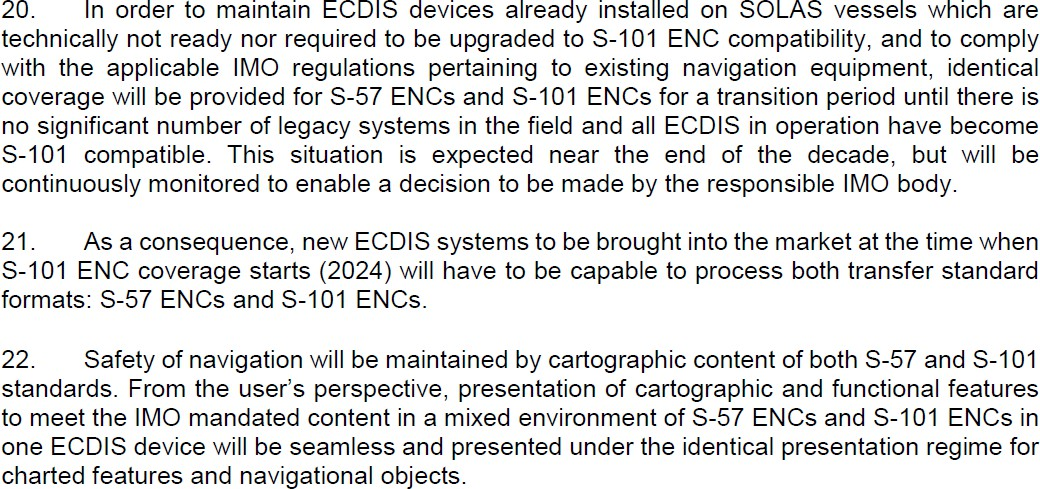 20. In order to maintain ECDIS devices already installed on SOLAS vessels which are
technically not ready nor required to be upgraded to S-101 ENC compatibility, and to comply
with the applicable IMO regulations pertaining to existing navigation equipment, identical
coverage will be provided for S-57 ENCs and S-101 ENCs for a transition period until there is
no significant number of legacy systems in the field and all ECDIS in operation have become
S-101 compatible. This situation is expected near the end of the decade, but will be
continuously monitored to enable a decision to be made by the responsible IMO body.
21. As a consequence, new ECDIS systems to be brought into the market at the time when
S-101 ENC coverage starts (2024) will have to be capable to process both transfer standard
formats: S-57 ENCs and S-101 ENCs.
22. Safety of navigation will be maintained by cartographic content of both S-57 and S-101
standards. From the user's perspective, presentation of cartographic and functional features
to meet the IMO mandated content in a mixed environment of S-57 ENCs and S-101 ENCs in
one ECDIS device will be seamless and presented under the identical presentation regime for
charted features and navigational objects.